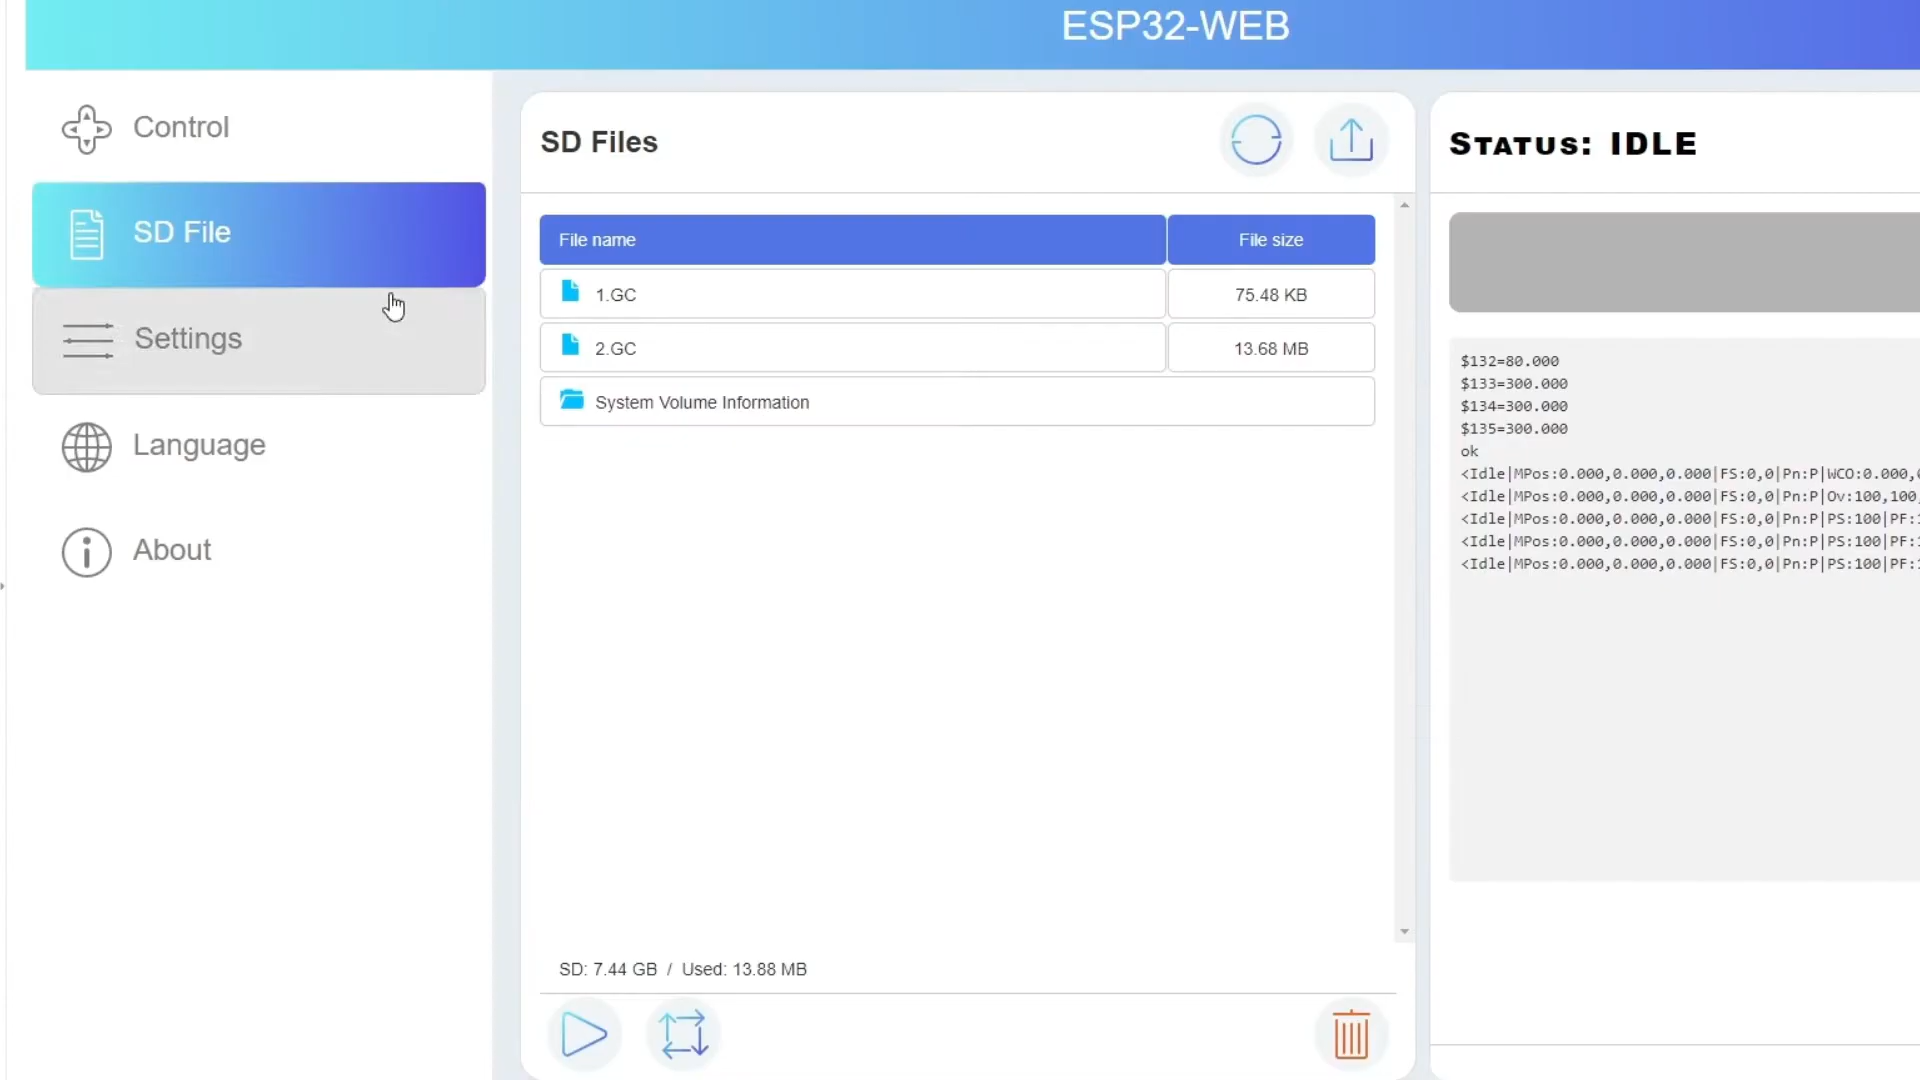 ESP32-WEB
Control
SD File
Settings
Language
About
SD Files
File name File size
1.GC 75.48 KB
2.GC 13.68 MB
System Volume Information
SD: 7.44 GB / Used: 13.88 MB
Status: IDLE
$132=80.000
$133=300.000
$134=300.000
$135=300.000
ok
<Idle|MPos:0.000,0.000,0.000|FS:0,0|Pn:P|WCO:0.000,
<Idle|MPos:0.000,0.000,0.000|FS:0,0|Pn:P|Ov:100,100,
<Idle|MPos:0.000,0.000,0.000|FS:0,0|Pn:P|PS:100|PF:1
<Idle|MPos:0.000,0.000,0.000|FS:0,0|Pn:P|PS:100|PF:1
<Idle|MPos:0.000,0.000,0.000|FS:0,0|Pn:P|PS:100|PF:1